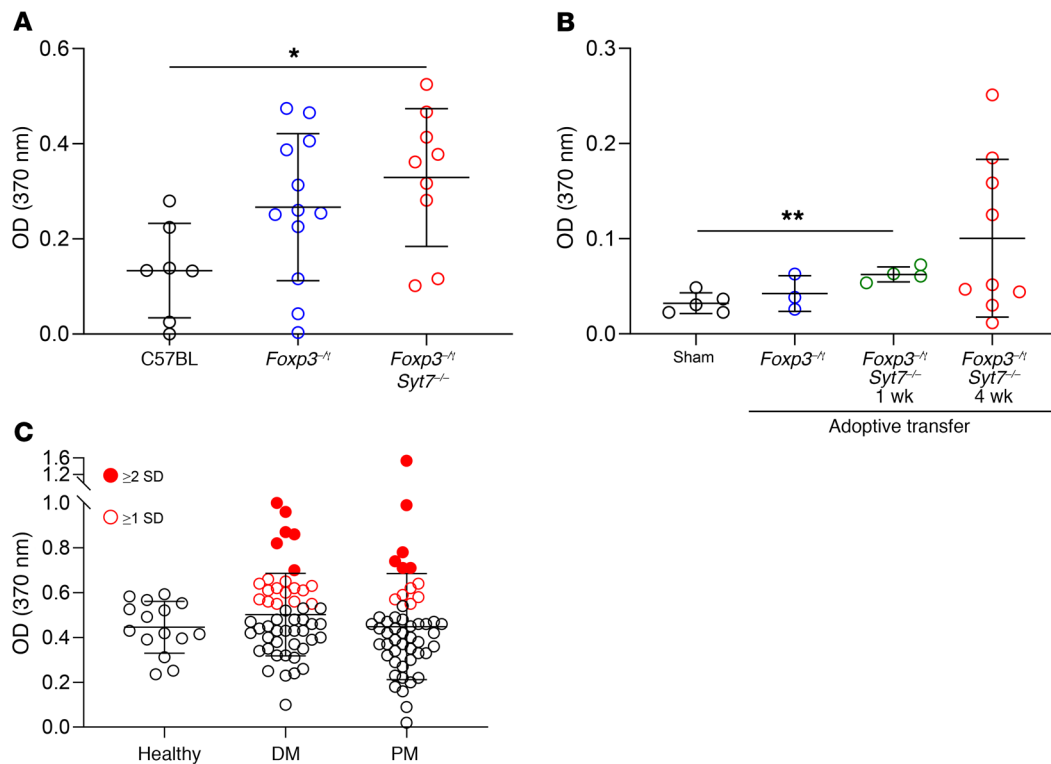 A
OD (370 nm)
0.6
0.4
0.2
0.0
*
C57BL
Foxp3⁻/ᵗ
Foxp3⁻/ᵗ
Syt7⁻/⁻
B
OD (370 nm)
0.3
0.2
0.1
0.0
**
Sham
Foxp3⁻/ᵗ
Foxp3⁻/ᵗ
Syt7⁻/⁻
1 wk
Foxp3⁻/ᵗ
Syt7⁻/⁻
4 wk
Adoptive transfer
C
OD (370 nm)
1.6
1.2
1.0
0.8
0.6
0.4
0.2
0.0
≥2 SD
≥1 SD
Healthy
DM
PM